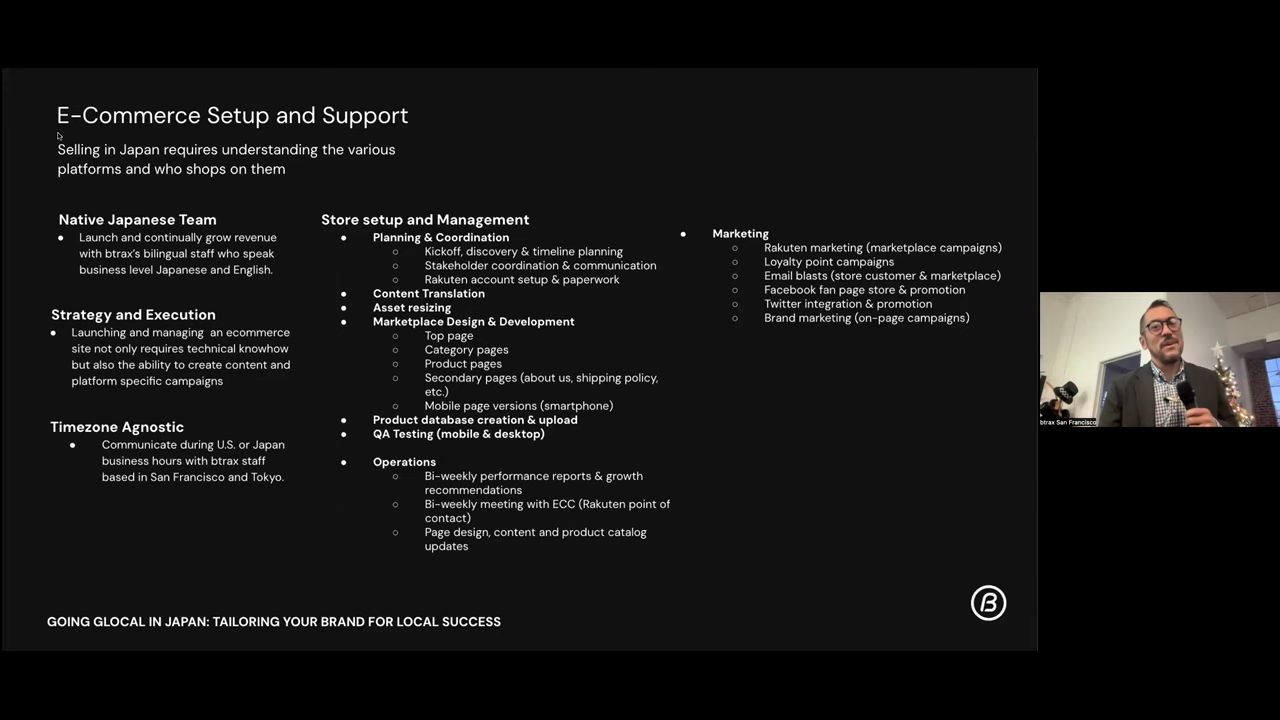 E-Commerce Setup and Support
Selling in Japan requires understanding the various
platforms and who shops on them
Native Japanese Team
● Launch and continually grow revenue
with btrax's bilingual staff who speak
business level Japanese and English.
Strategy and Execution
● Launching and managing an ecommerce
site not only requires technical knowhow
but also the ability to create content and
platform specific campaigns
Timezone Agnostic
● Communicate during U.S. or Japan
business hours with btrax staff
based in San Francisco and Tokyo.
Store setup and Management
● Planning & Coordination
○ Kickoff, discovery & timeline planning
○ Stakeholder coordination & communication
○ Rakuten account setup & paperwork
● Content Translation
● Asset resizing
● Marketplace Design & Development
○ Top page
○ Category pages
○ Product pages
○ Secondary pages (about us, shipping policy,
etc.)
○ Mobile page versions (smartphone)
● Product database creation & upload
● QA Testing (mobile & desktop)
● Operations
○ Bi-weekly performance reports & growth
recommendations
○ Bi-weekly meeting with ECC (Rakuten point of
contact)
○ Page design, content and product catalog
updates
● Marketing
○ Rakuten marketing (marketplace campaigns)
○ Loyalty point campaigns
○ Email blasts (store customer & marketplace)
○ Facebook fan page store & promotion
○ Twitter integration & promotion
○ Brand marketing (on-page campaigns)
GOING GLOCAL IN JAPAN: TAILORING YOUR BRAND FOR LOCAL SUCCESS
btrax San Francisco